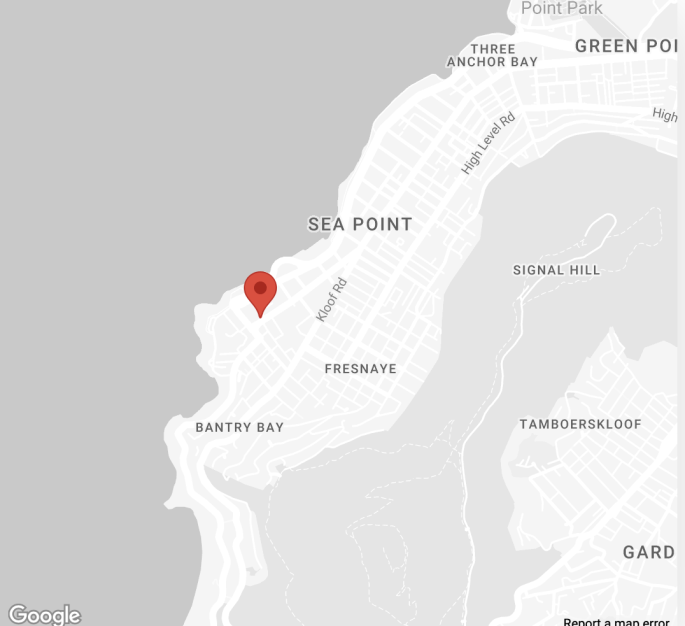 Point Park
THREE
ANCHOR BAY
GREEN POI
High
High Level Rd
SEA POINT
SIGNAL HILL
Kloof Rd
FRESNAYE
BANTRY BAY
TAMBOERSKLOOF
GARD
Google
Report a map error